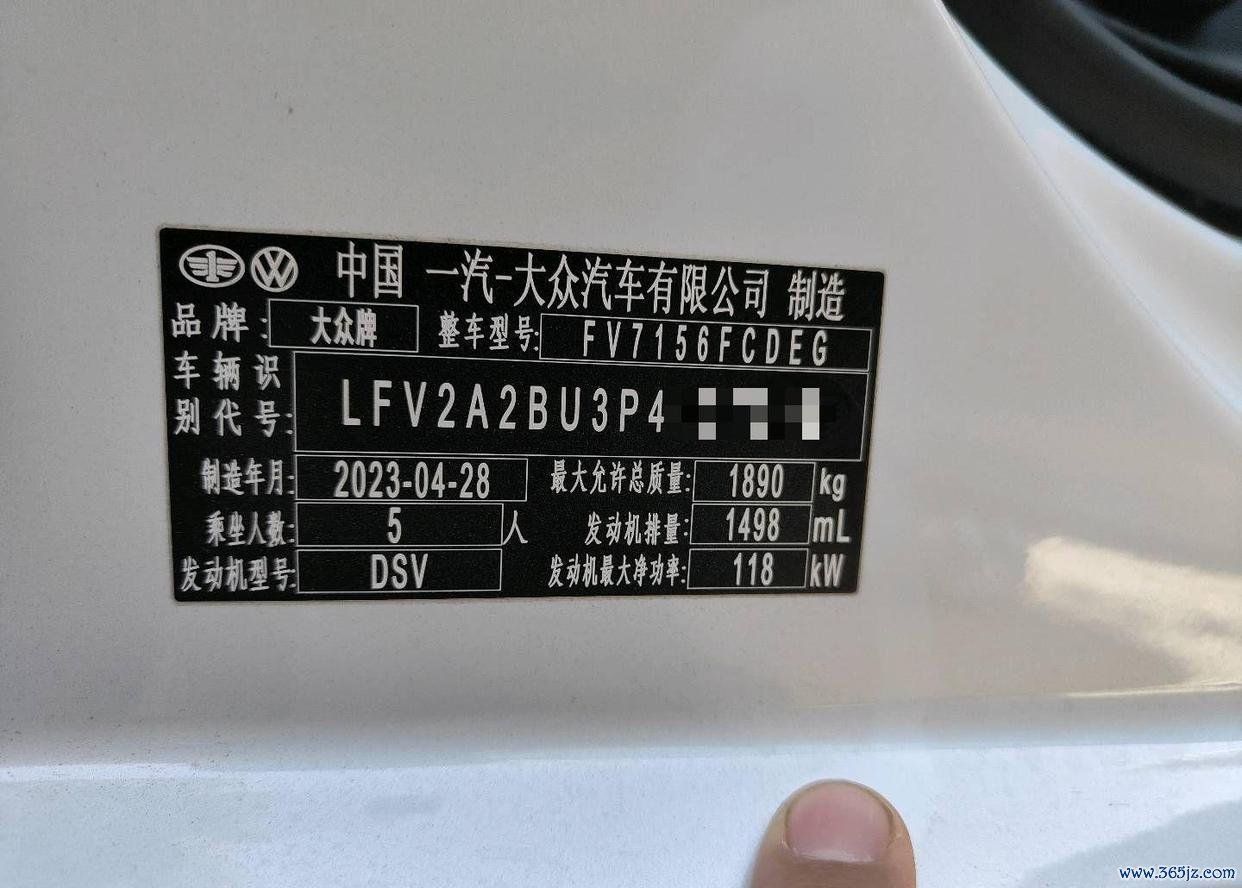 中国 一汽-大众汽车有限公司 制造
品牌: 大众牌 整车型号: FV7156FCDEG
车辆识别代号: LFV2A2BU3P4
制造年月: 2023-04-28 最大允许总质量: 1890 kg
乘坐人数: 5 人 发动机排量: 1498 mL
发动机型号: DSV 发动机最大净功率: 118 kW
www.365jz.com